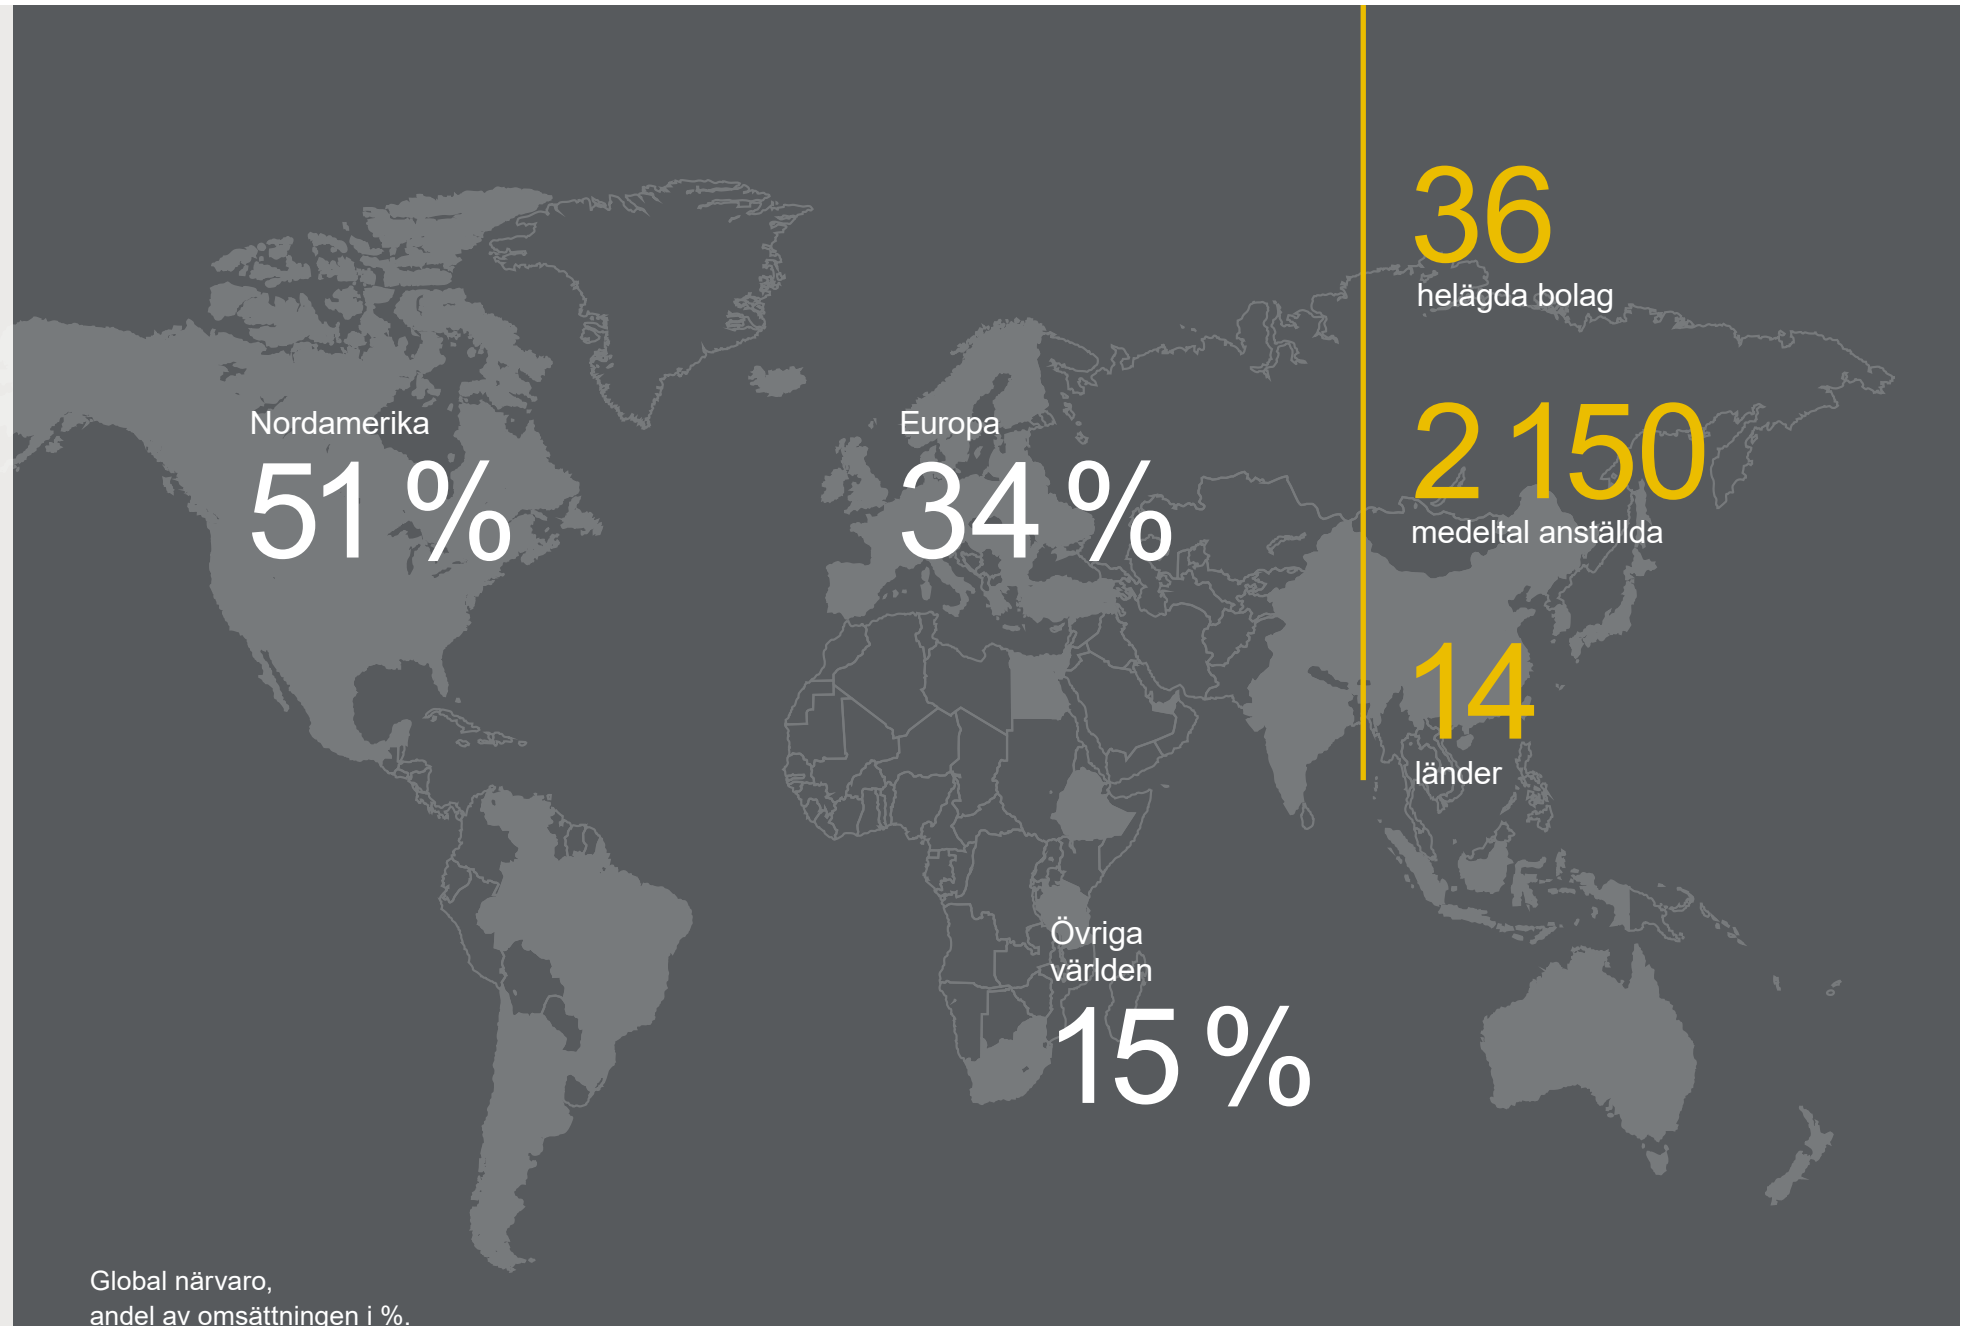 36
helägda bolag
Nordamerika
51 %
Europa
34 %
2 150
medeltal anställda
14
länder
Övriga
världen
15 %
Global närvaro,
andel av omsättningen i %.